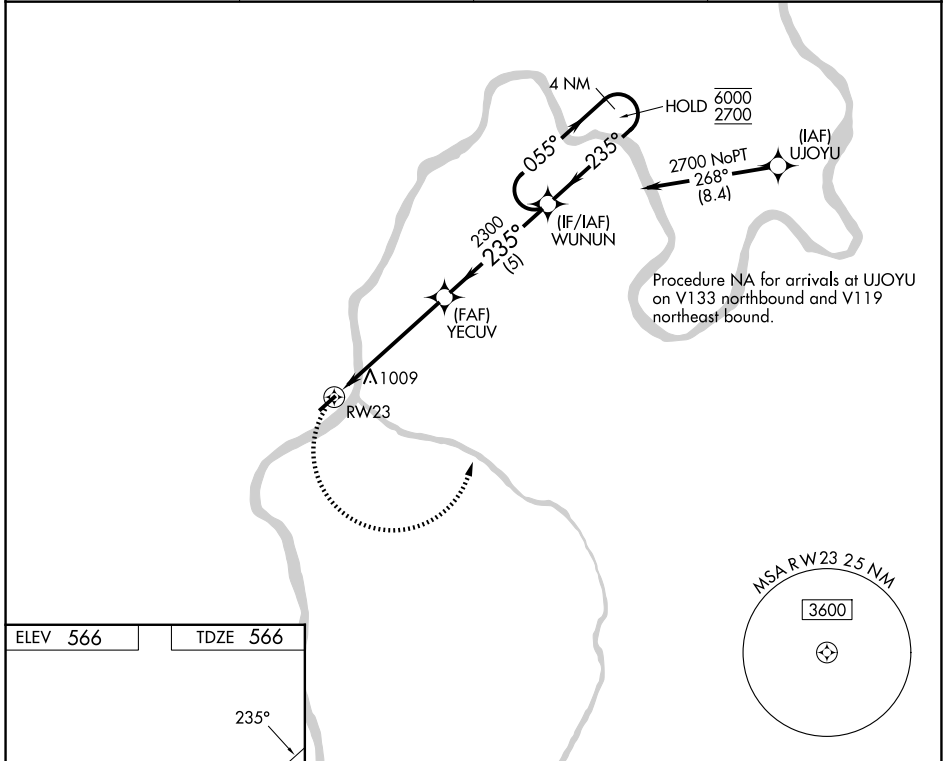 4 NM
HOLD 6000
2700
055°
235°
(IAF)
UJOYU
2700 NoPT
268°
(8.4)
(IF/IAF)
WUNUN
2300
235°
(5)
Procedure NA for arrivals at UJOYU
on V133 northbound and V119
northeast bound.
(FAF)
YECUV
1009
RW23
MSA RW23 25 NM
3600
ELEV 566
TDZE 566
235°